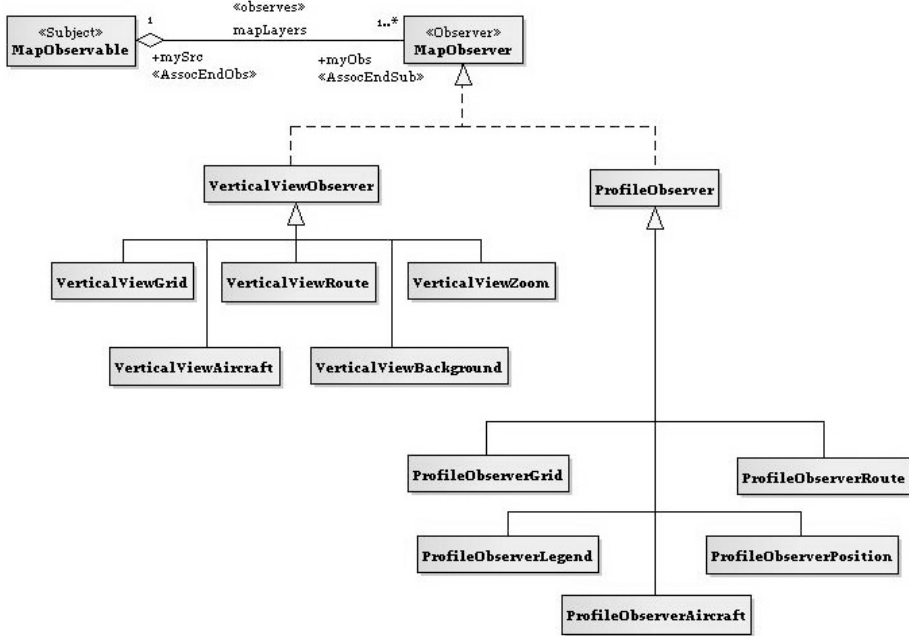 «observes»
1
1..*
mapLayers
«Subject»
MapObservable
«Observer»
MapObserver
+mySrc
«AssocEndObs»
+myObs
«AssocEndSub»
VerticalViewObserver
ProfileObserver
VerticalViewGrid
VerticalViewRoute
VerticalViewZoom
VerticalViewAircraft
VerticalViewBackground
ProfileObserverGrid
ProfileObserverRoute
ProfileObserverLegend
ProfileObserverPosition
ProfileObserverAircraft